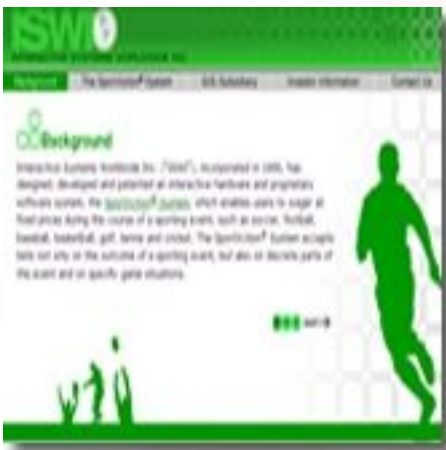 ISWI
INTERACTIVE SYSTEMS WORLDWIDE INC
Background The SportXction® System U.S. Subsidiary Investor Information Contact Us
Background
Interactive Systems Worldwide Inc. ("ISWI"), incorporated in 1995, has
designed, developed and patented an interactive hardware and proprietary
software system, the SportXction® System, which enables users to wager at
fixed prices during the course of a sporting event, such as soccer, football,
baseball, basketball, golf, tennis and cricket. The SportXction® System accepts
bets not only on the outcome of a sporting event, but also on discrete parts of
the event and on specific game situations.